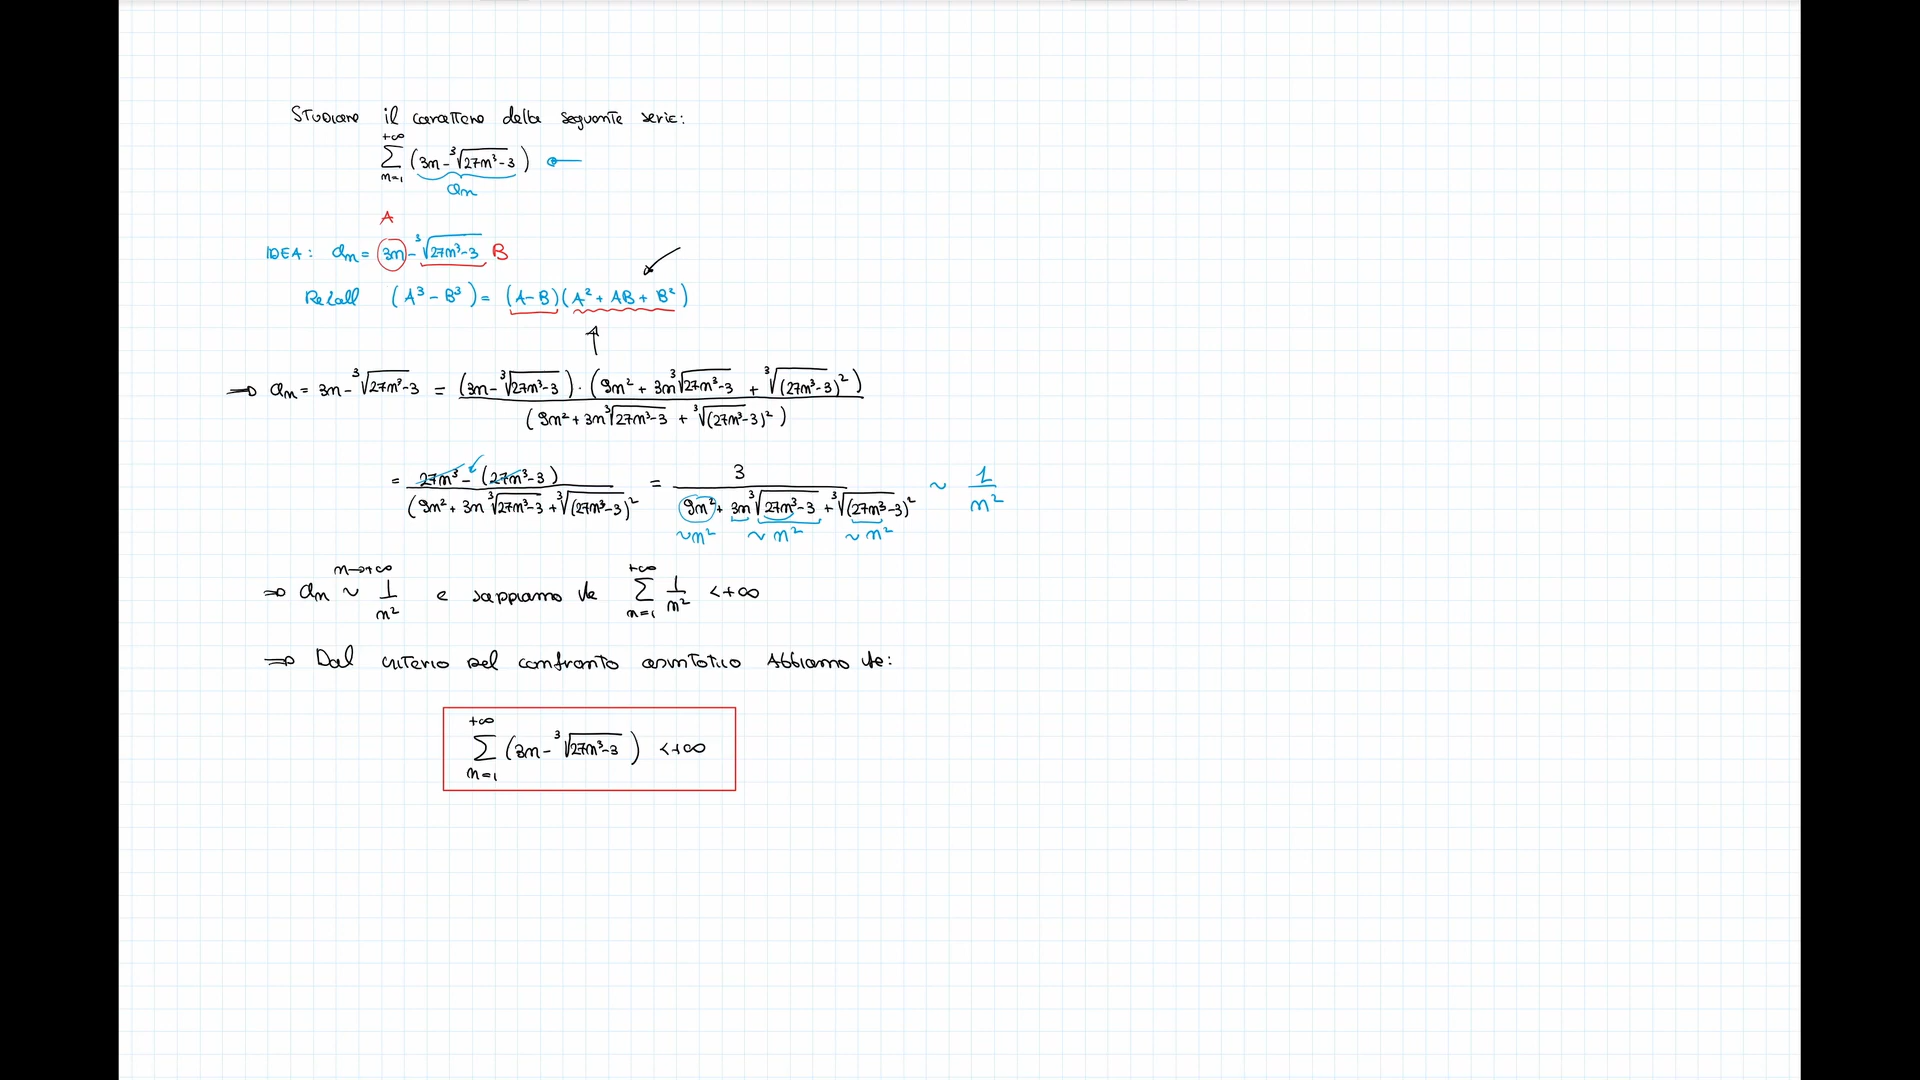 Studiare il carattere della seguente serie:
+∞
∑ (3n - ∛(27n³-3))
n=1
an
A
IDEA: an = 3n - ∛(27n³-3) B
Recall (A³ - B³) = (A-B)(A² + AB + B²)
⇒ an = 3n - ∛(27n³-3) = (3n - ∛(27n³-3)) · (9n² + 3n ∛(27n³-3) + ∛((27n³-3)²))
(9n² + 3n ∛(27n³-3) + ∛((27n³-3)²))
= 27n³ - (27n³-3) = 3 ~ 1
(9n² + 3n ∛(27n³-3) + ∛(27n³-3)² 9n² + 3n ∛(27n³-3) + ∛(27n³-3)² n²
~n² ~n² ~n²
n→+∞ +∞
⇒ an ~ 1/n² e sappiamo che ∑ 1/n² <+∞
n=1
⇒ Dal criterio del confronto asintotico Abbiamo che:
+∞
∑ (3n - ∛(27n³-3)) <+∞
n=1